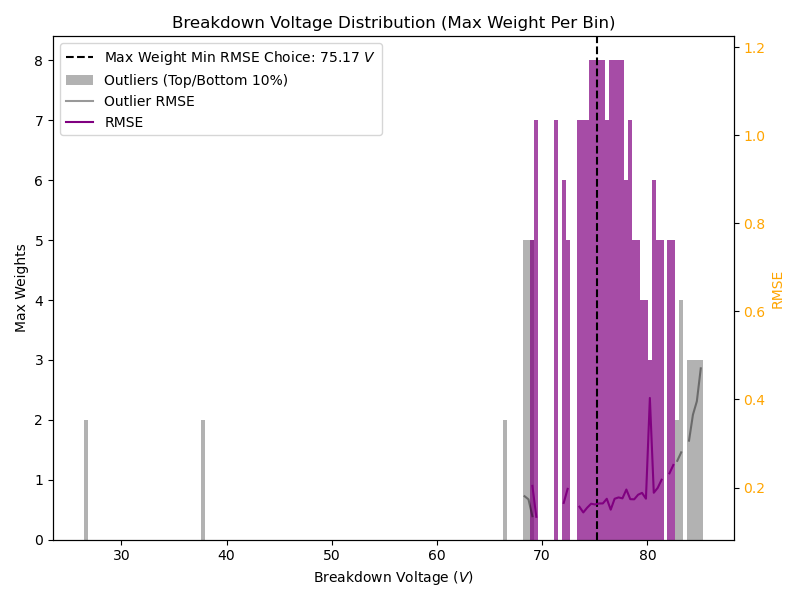 Breakdown Voltage Distribution (Max Weight Per Bin)
Max Weight Min RMSE Choice: 75.17 V
Outliers (Top/Bottom 10%)
Outlier RMSE
RMSE
Max Weights
8
7
6
5
4
3
2
1
0
1.2
1.0
0.8
0.6
0.4
0.2
RMSE
30 40 50 60 70 80
Breakdown Voltage (V)